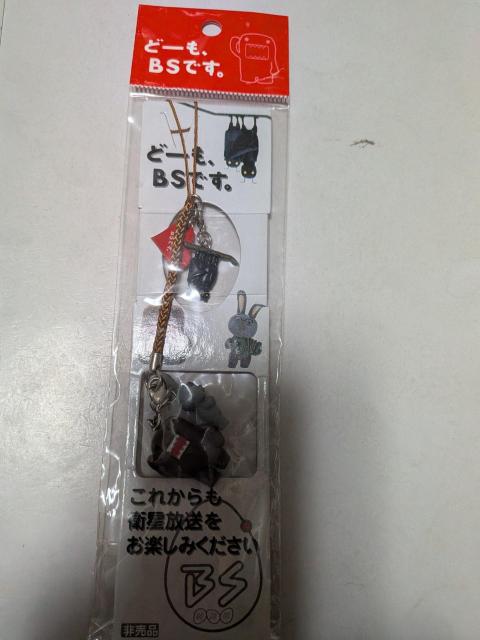 どーも、
BSです。
どーも、
BSです。
これからも
衛星放送を
お楽しみください
BS
非売品